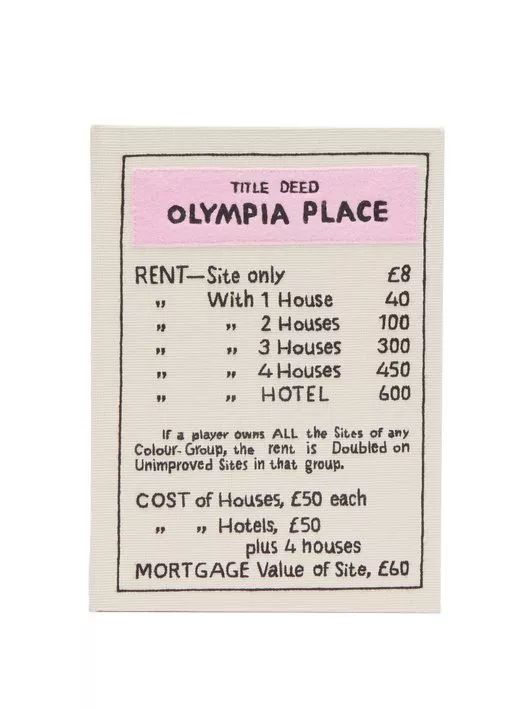 TITLE DEED
OLYMPIA PLACE
RENT—Site only £8
„ With 1 House 40
„ „ 2 Houses 100
„ „ 3 Houses 300
„ „ 4 Houses 450
„ „ HOTEL 600
If a player owns ALL the Sites of any
Colour-Group, the rent is Doubled on
Unimproved Sites in that group.
COST of Houses, £50 each
„ „ Hotels, £50
plus 4 houses
MORTGAGE Value of Site, £60